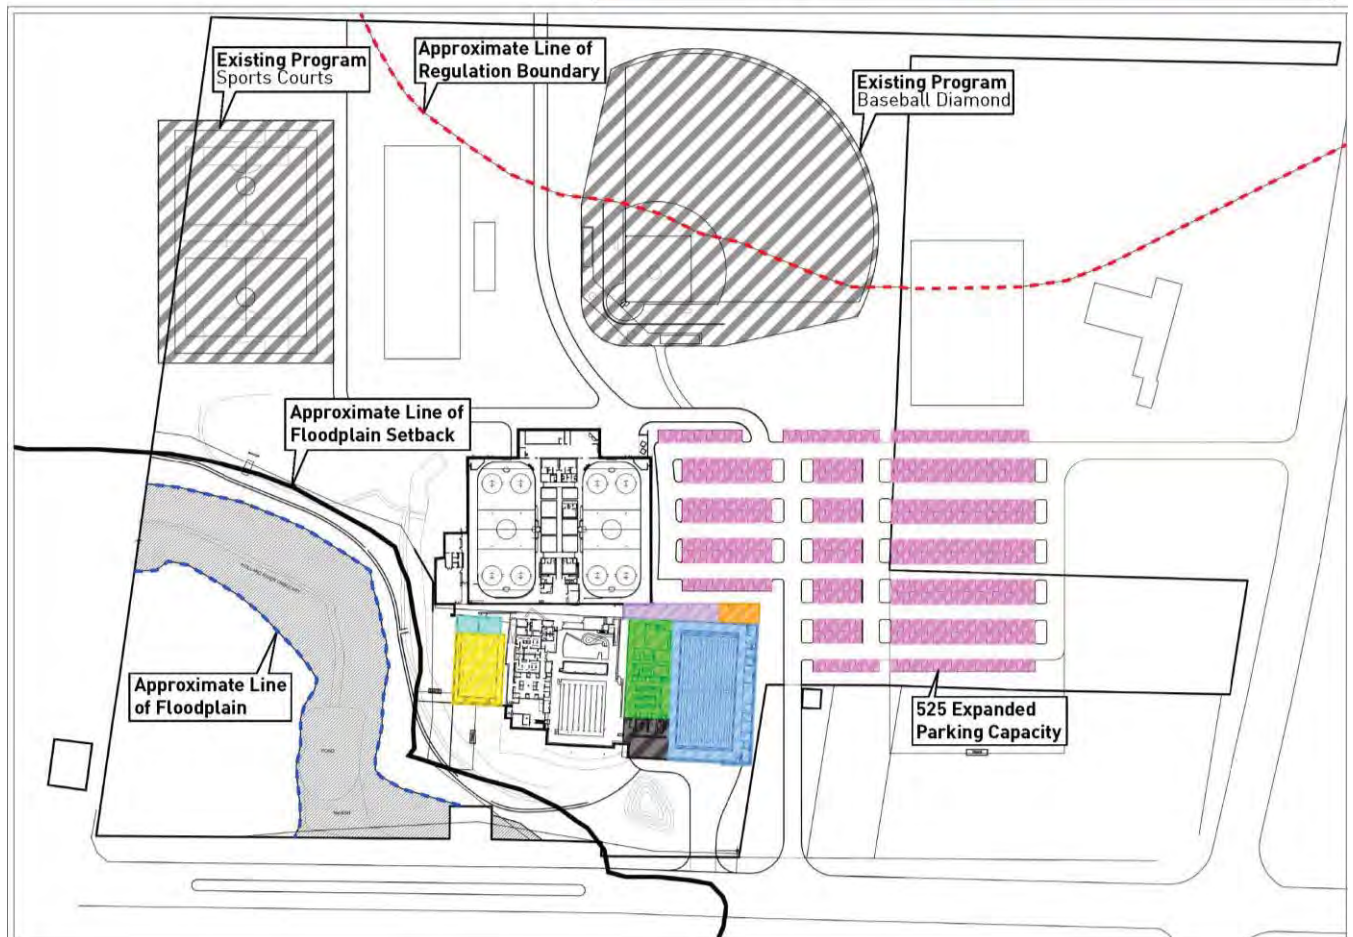 Existing Program
Sports Courts
Approximate Line of
Regulation Boundary
Existing Program
Baseball Diamond
Approximate Line of
Floodplain Setback
Approximate Line
of Floodplain
POND
525 Expanded
Parking Capacity